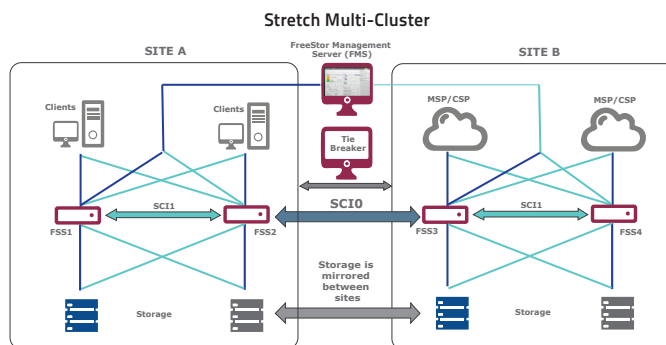 Stretch Multi-Cluster
SITE A
FreeStor Management
Server (FMS)
SITE B
Clients
Clients
MSP/CSP
MSP/CSP
Tie
Breaker
SCI1
SCI0
SCI1
FSS1
FSS2
FSS3
FSS4
Storage is
mirrored
between
sites
Storage
Storage